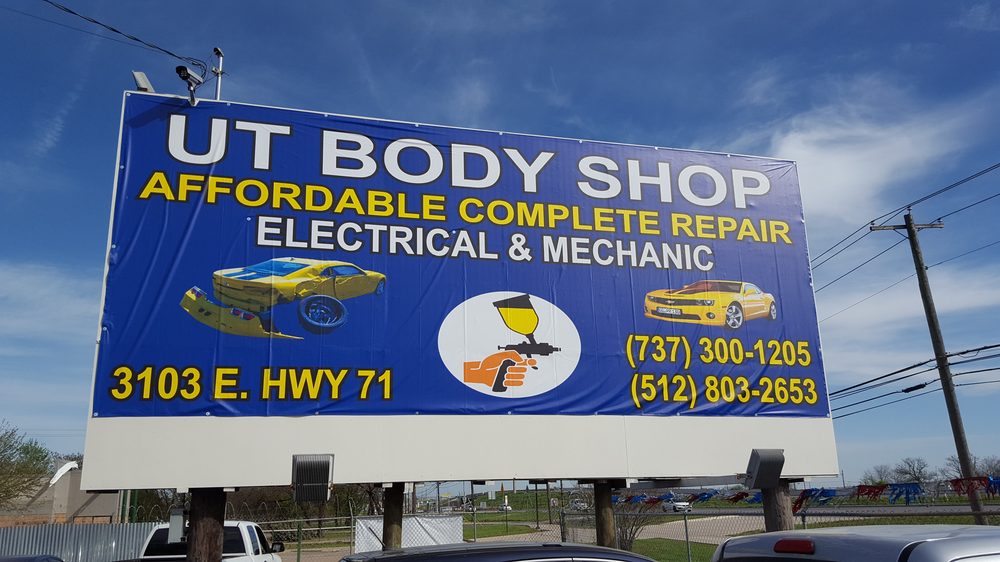 UT BODY SHOP
AFFORDABLE COMPLETE REPAIR
ELECTRICAL & MECHANIC
3103 E. HWY 71
(737) 300-1205
(512) 803-2653